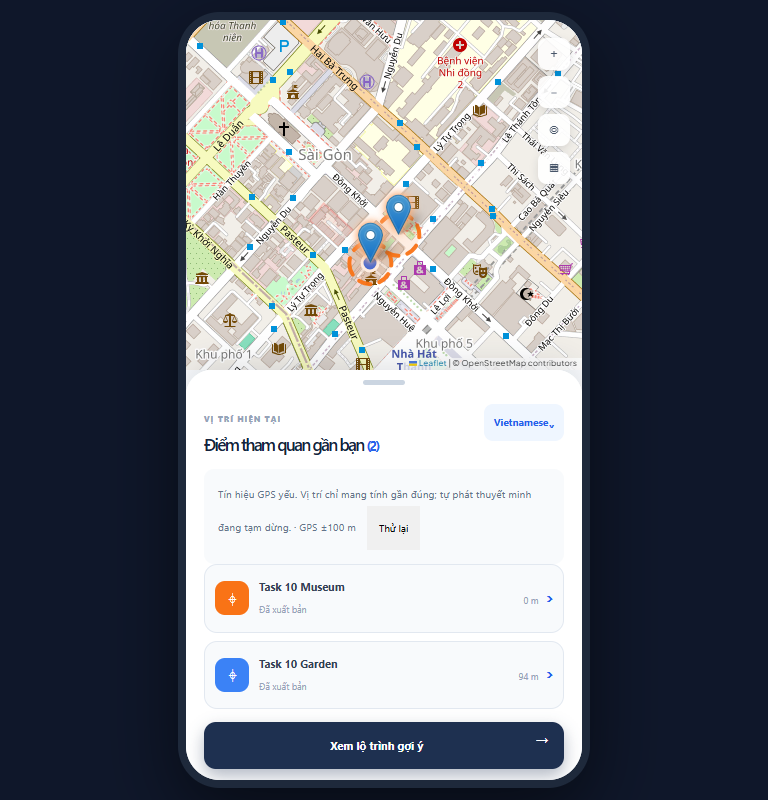 hóa Thanh
niên
P
H
Hai Bà Trưng
Nguyễn Du
H
Bệnh viện
Nhi đồng
2
+
−
Lê Duẩn
Sài Gòn
Lý Tự Trọng
Lê Thánh Tôn
Hàn Thuyên
Đồng Khởi
Thi Sách
Cao Bá Quát
Nguyễn Siêu
Nguyễn Du
Pasteur
Lý Tự Trọng
Pasteur
Nguyễn Huệ
Lê Lợi
Đồng Khởi
Đông Du
Mạc Thị Bưởi
Khu phố 1
Khu phố 5
Nhà Hát
Leaflet | © OpenStreetMap contributors
VỊ TRÍ HIỆN TẠI
Điểm tham quan gần bạn (2)
Vietnamese
Tín hiệu GPS yếu. Vị trí chỉ mang tính gần đúng; tự phát thuyết minh
đang tạm dừng. · GPS ±100 m
Thử lại
Task 10 Museum
Đã xuất bản
0 m
Task 10 Garden
Đã xuất bản
94 m
Xem lộ trình gợi ý →